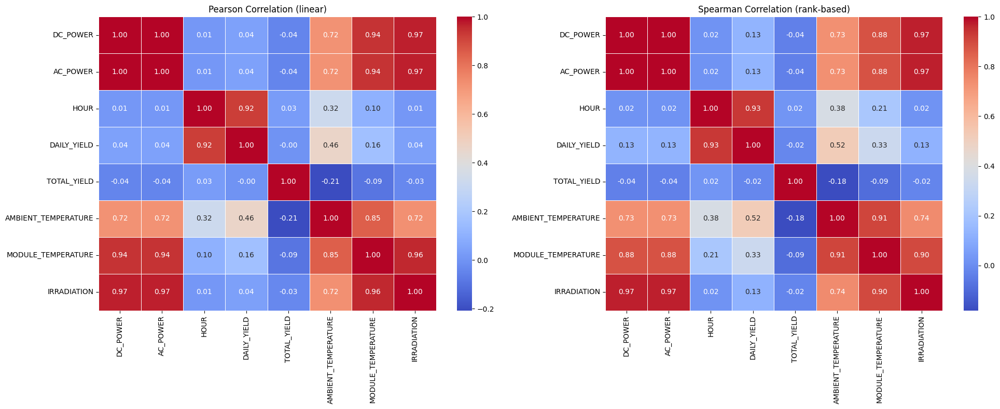 Pearson Correlation (linear)
DC_POWER 1.00 1.00 0.01 0.04 -0.04 0.72 0.94 0.97
AC_POWER 1.00 1.00 0.01 0.04 -0.04 0.72 0.94 0.97
HOUR 0.01 0.01 1.00 0.92 0.03 0.32 0.10 0.01
DAILY_YIELD 0.04 0.04 0.92 1.00 -0.00 0.46 0.16 0.04
TOTAL_YIELD -0.04 -0.04 0.03 -0.00 1.00 -0.21 -0.09 -0.03
AMBIENT_TEMPERATURE 0.72 0.72 0.32 0.46 -0.21 1.00 0.85 0.72
MODULE_TEMPERATURE 0.94 0.94 0.10 0.16 -0.09 0.85 1.00 0.96
IRRADIATION 0.97 0.97 0.01 0.04 -0.03 0.72 0.96 1.00
DC_POWER
AC_POWER
HOUR
DAILY_YIELD
TOTAL_YIELD
AMBIENT_TEMPERATURE
MODULE_TEMPERATURE
IRRADIATION
1.0
0.8
0.6
0.4
0.2
0.0
−0.2
Spearman Correlation (rank-based)
DC_POWER 1.00 1.00 0.02 0.13 -0.04 0.73 0.88 0.97
AC_POWER 1.00 1.00 0.02 0.13 -0.04 0.73 0.88 0.97
HOUR 0.02 0.02 1.00 0.93 0.02 0.38 0.21 0.02
DAILY_YIELD 0.13 0.13 0.93 1.00 -0.02 0.52 0.33 0.13
TOTAL_YIELD -0.04 -0.04 0.02 -0.02 1.00 -0.18 -0.09 -0.02
AMBIENT_TEMPERATURE 0.73 0.73 0.38 0.52 -0.18 1.00 0.91 0.74
MODULE_TEMPERATURE 0.88 0.88 0.21 0.33 -0.09 0.91 1.00 0.90
IRRADIATION 0.97 0.97 0.02 0.13 -0.02 0.74 0.90 1.00
DC_POWER
AC_POWER
HOUR
DAILY_YIELD
TOTAL_YIELD
AMBIENT_TEMPERATURE
MODULE_TEMPERATURE
IRRADIATION
1.0
0.8
0.6
0.4
0.2
0.0